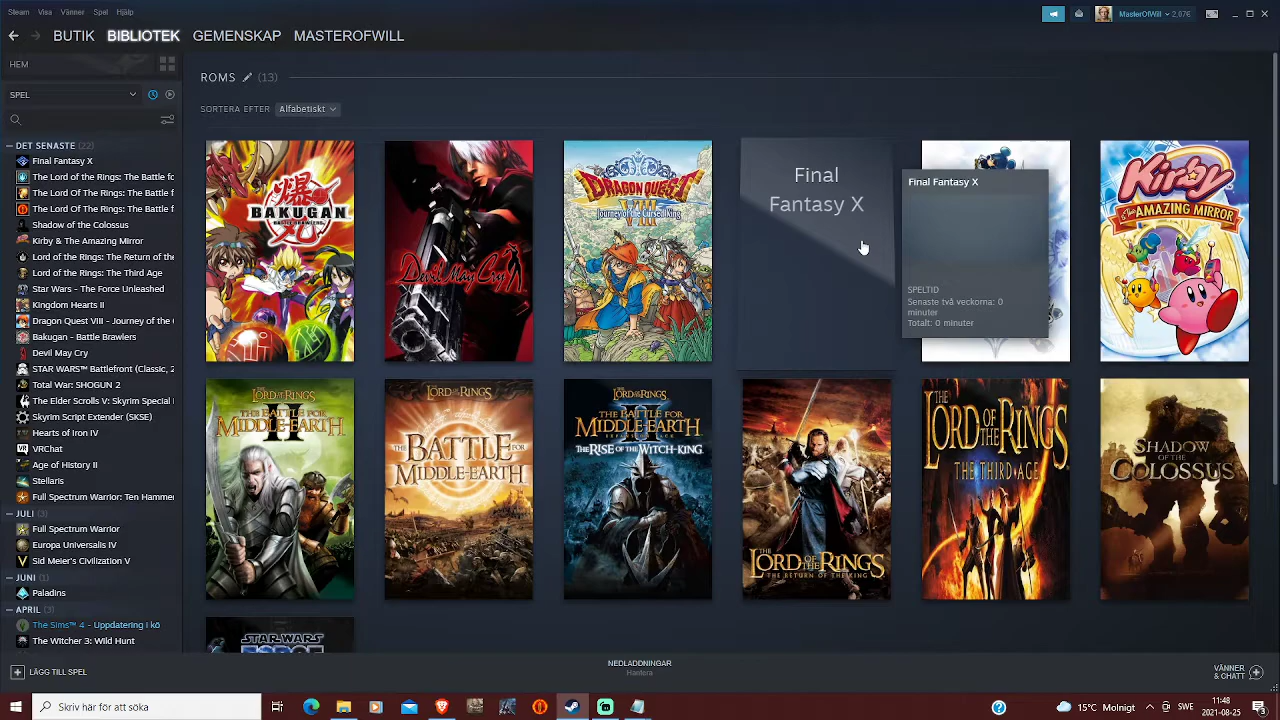 Steam Visa Vänner Spel Hjälp
MasterOfWill 2,07€
BUTIK BIBLIOTEK GEMENSKAP MASTEROFWILL
HEM
SPEL
ROMS (13)
SORTERA EFTER Alfabetiskt
DET SENASTE (22)
Final Fantasy X
The Lord of the Rings: The Battle f
The Lord Of The Rings: The Battle f
The Lord Of The Rings: The Battle f
Shadow of the Colossus
Kirby & The Amazing Mirror
Lord of the Rings: The Return of the
Lord of the Rings: The Third Age
Star Wars - The Force Unleashed
Kingdom Hearts II
Dragon Quest VIII - Journey of the C
Bakugan - Battle Brawlers
Devil May Cry
STAR WARS™ Battlefront (Classic, 2
Total War: SHOGUN 2
The Elder Scrolls V: Skyrim Special
Skyrim Script Extender (SKSE)
Hearts of Iron IV
VRChat
Age of History II
Stellaris
Full Spectrum Warrior: Ten Hammer
JULI (3)
Full Spectrum Warrior
Europa Universalis IV
Sid Meier's Civilization V
JUNI (1)
Paladins
APRIL (3)
The Sims™ 4 - Uppdatering i kö
The Witcher 3: Wild Hunt
爆丸
BAKUGAN
BATTLE BRAWLERS
Devil May Cry
DRAGON QUEST
VIII
Journey of the Cursed King
Final
Fantasy X
Final Fantasy X
SPELTID
Senaste två veckorna: 0
minuter
Totalt: 0 minuter
Kirby
& The AMAZING MIRROR
THE LORD OF THE RINGS
THE BATTLE FOR
MIDDLE-EARTH
II
THE LORD OF THE RINGS
THE BATTLE FOR
MIDDLE-EARTH
THE LORD OF THE RINGS
THE BATTLE FOR
MIDDLE-EARTH
II
EXPANSION PACK
THE RISE OF THE WITCH-KING
THE
LORD OF THE RINGS
THE RETURN OF THE KING
THE
LORD OF THE RINGS
THE THIRD AGE
SHADOW
OF THE
COLOSSUS
STAR WARS
FORCE
LÄGG TILL SPEL
NEDLADDNINGAR
Hantera
VÄNNER
& CHATT
Skriv här för att söka
15°C Molnigt
SWE
11:48
2021-08-25